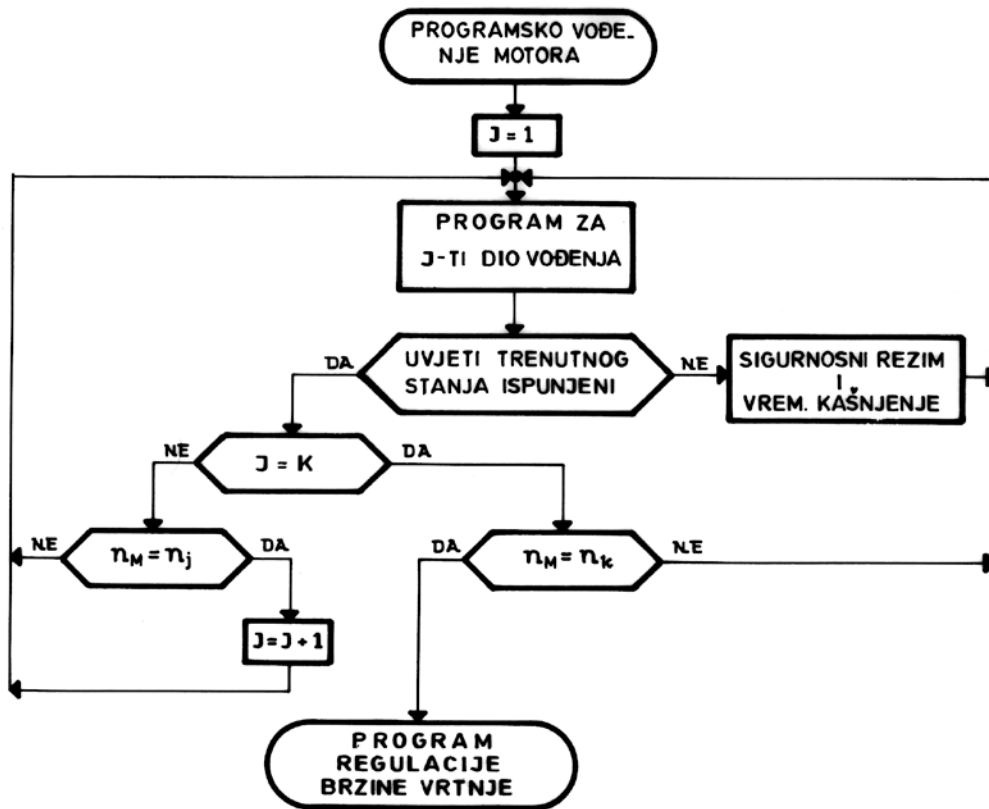 PROGRAMSKO VOĐE-
NJE MOTORA
J = 1
PROGRAM ZA
J-TI DIO VOĐENJA
DA
UVJETI TRENUTNOG
STANJA ISPUNJENI
NE
SIGURNOSNI REZIM
I
VREM. KAŠNJENJE
NE
J = K
DA
NE
n_M = n_j
DA
DA
n_M = n_k
NE
J=J+1
PROGRAM
REGULACIJE
BRZINE VRTNJE